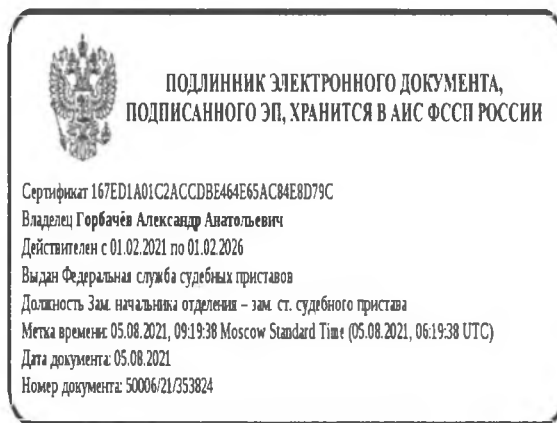 ПОДЛИННИК ЭЛЕКТРОННОГО ДОКУМЕНТА,
ПОДПИСАННОГО ЭП, ХРАНИТСЯ В АИС ФССП РОССИИ
Сертификат 167ED1A01C2ACCDBE464E65AC84E8D79C
Владелец Горбачёв Александр Анатольевич
Действителен с 01.02.2021 по 01.02.2026
Выдан Федеральная служба судебных приставов
Должность Зам. начальника отделения – зам. ст. судебного пристава
Метка времени: 05.08.2021, 09:19:38 Moscow Standard Time (05.08.2021, 06:19:38 UTC)
Дата документа: 05.08.2021
Номер документа: 50006/21/353824